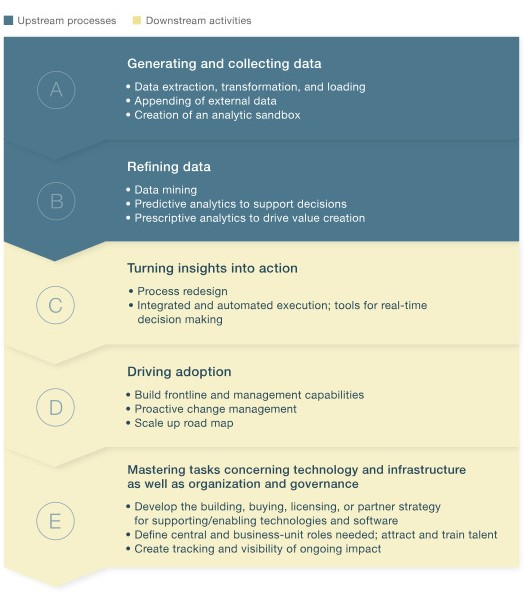 Upstream processes Downstream activities
A
Generating and collecting data
• Data extraction, transformation, and loading
• Appending of external data
• Creation of an analytic sandbox
B
Refining data
• Data mining
• Predictive analytics to support decisions
• Prescriptive analytics to drive value creation
C
Turning insights into action
• Process redesign
• Integrated and automated execution; tools for real-time
decision making
D
Driving adoption
• Build frontline and management capabilities
• Proactive change management
• Scale up road map
E
Mastering tasks concerning technology and infrastructure
as well as organization and governance
• Develop the building, buying, licensing, or partner strategy
for supporting/enabling technologies and software
• Define central and business-unit roles needed; attract and train talent
• Create tracking and visibility of ongoing impact